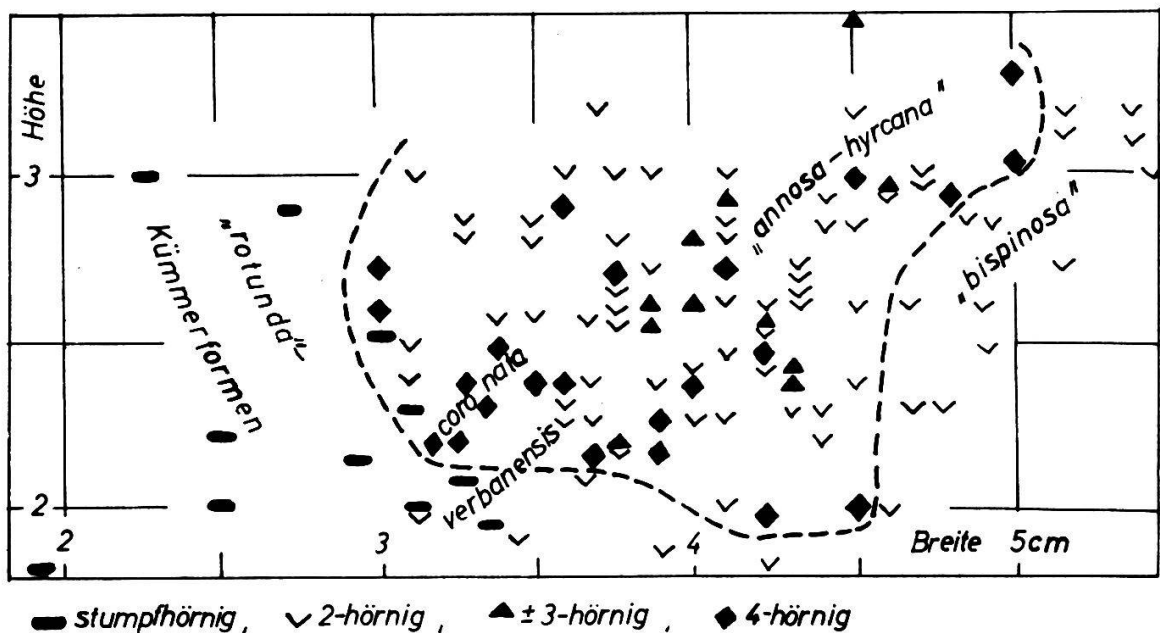 Höhe
3
2
Kümmerformen
„rotunda"
coronata
verbanensis
„annosa-hyrcana"
„bispinosa"
2
3
4
Breite 5cm
stumpfhörnig, 2-hörnig, ±3-hörnig, 4-hörnig